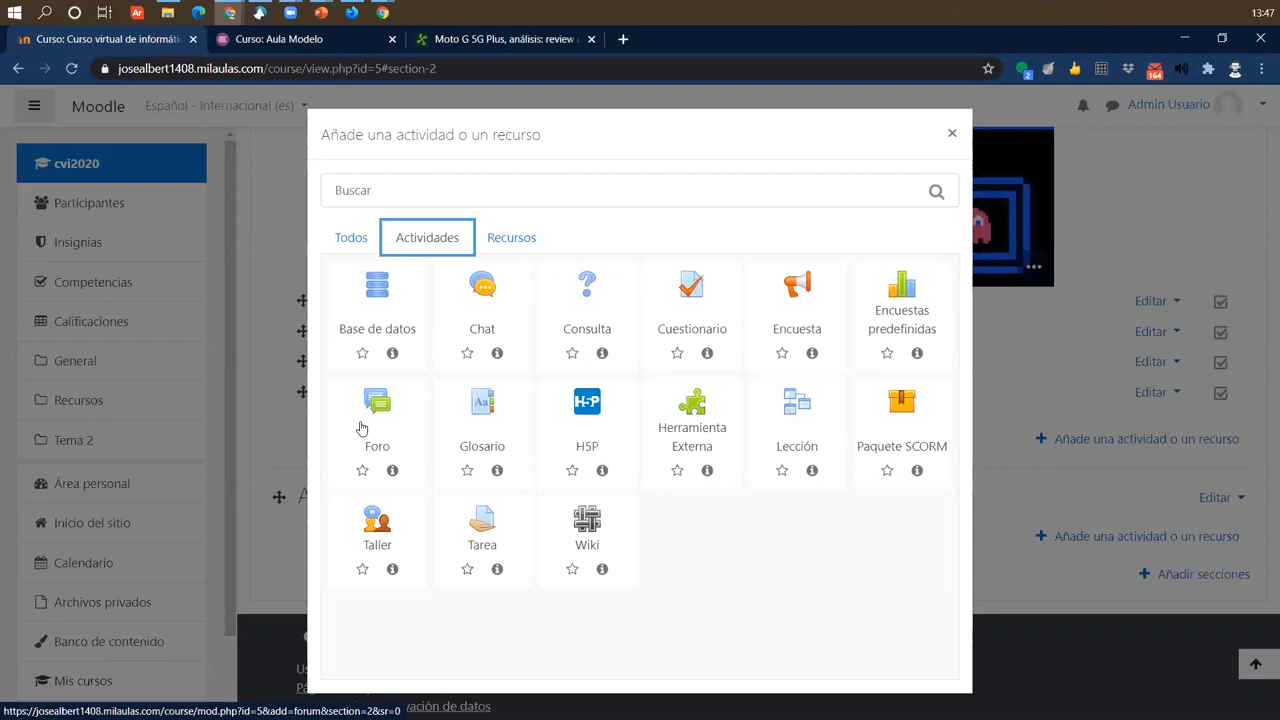 13:47
Curso: Curso virtual de informáti
Curso: Aula Modelo
Moto G 5G Plus, análisis: review
josealbert1408.milaulas.com/course/view.php?id=5#section-2
2
164
Moodle
Español - Internacional (es)
Admin Usuario
cvi2020
Participantes
Insignias
Competencias
Calificaciones
General
Recursos
Tema 2
Área personal
Inicio del sitio
Calendario
Archivos privados
Banco de contenido
Mis cursos
Añade una actividad o un recurso
Buscar
Todos
Actividades
Recursos
Base de datos
Chat
Consulta
Cuestionario
Encuesta
Encuestas predefinidas
Foro
Glosario
H5P
H5P
Herramienta Externa
Lección
Paquete SCORM
Taller
Tarea
Wiki
Editar
Editar
Editar
Editar
Añade una actividad o un recurso
Editar
Añade una actividad o un recurso
Añadir secciones
https://josealbert1408.milaulas.com/course/mod.php?id=5&add=forum&section=2&sr=0